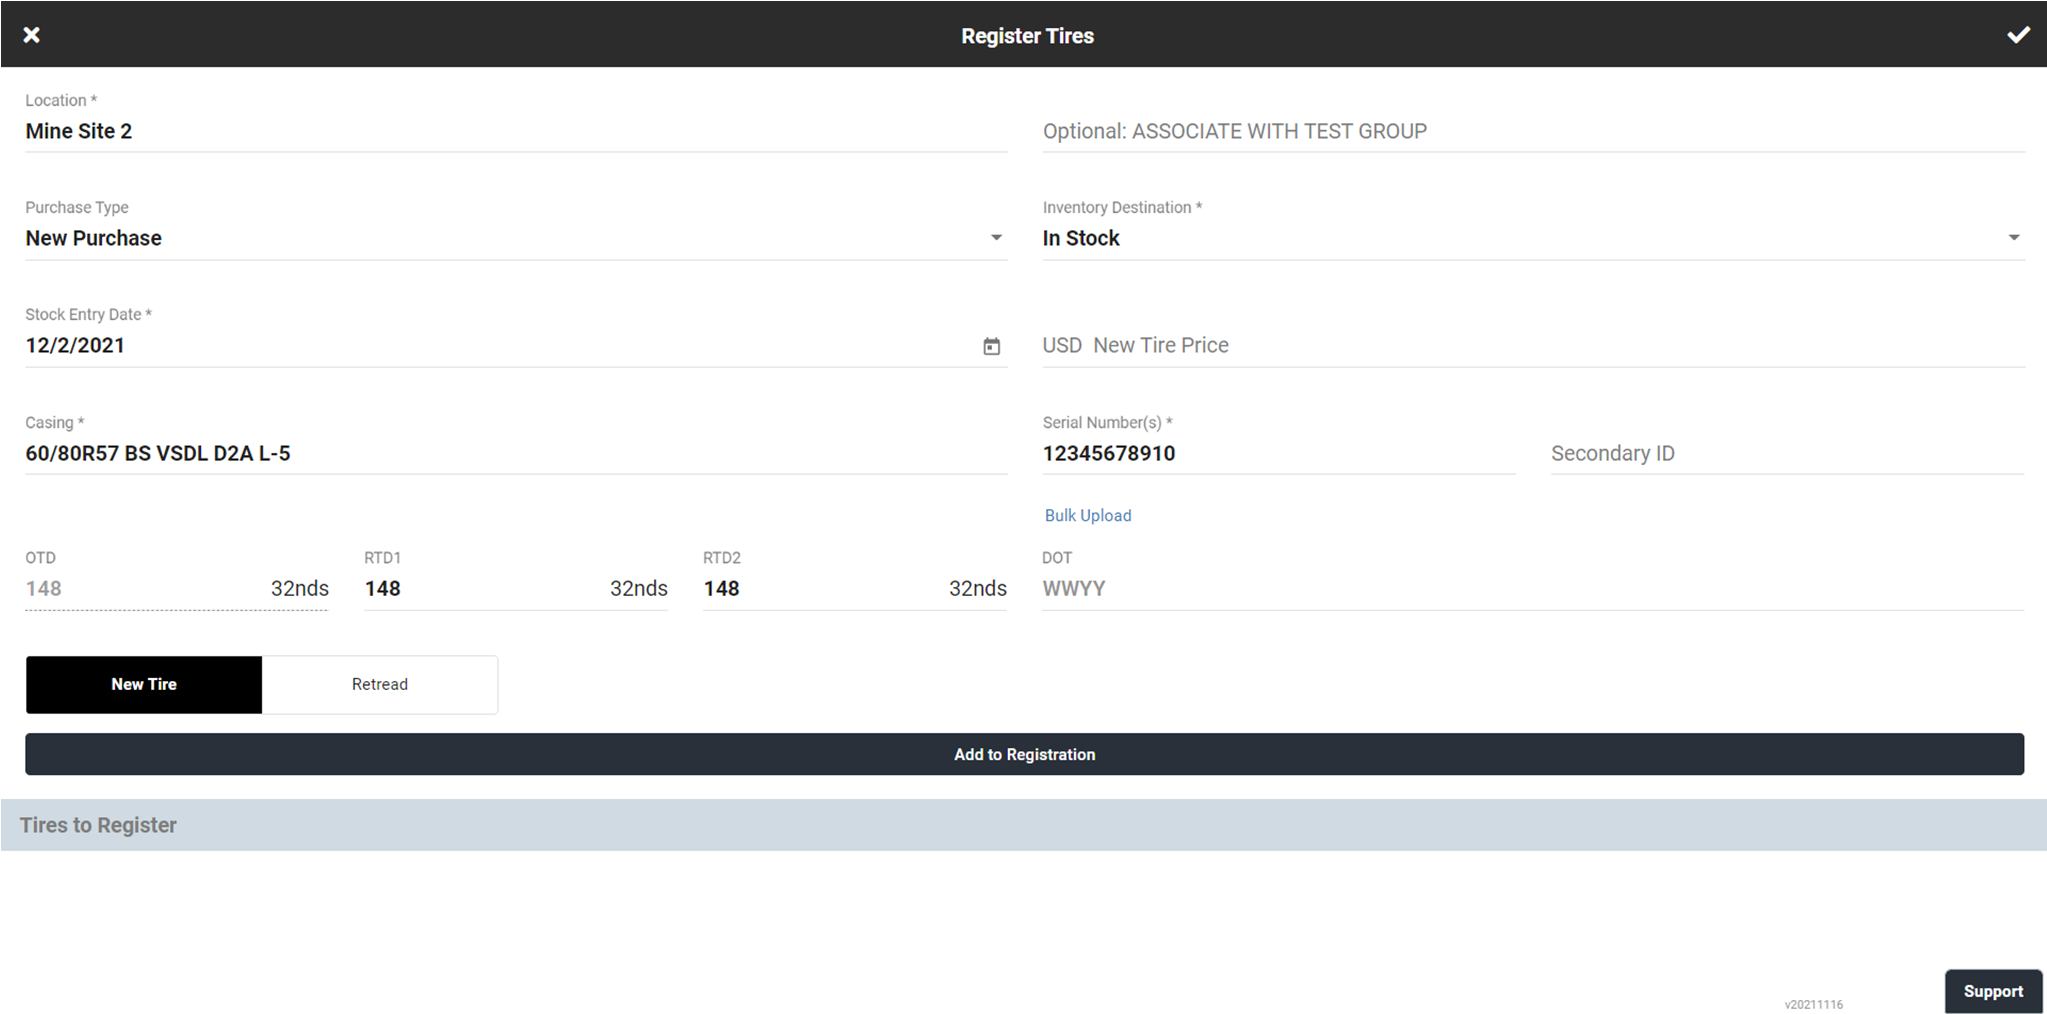 Register Tires
Location *
Mine Site 2
Optional: ASSOCIATE WITH TEST GROUP
Purchase Type
New Purchase
Inventory Destination *
In Stock
Stock Entry Date *
12/2/2021
USD New Tire Price
Casing *
60/80R57 BS VSDL D2A L-5
Serial Number(s) *
12345678910
Secondary ID
Bulk Upload
OTD
148 32nds
RTD1
148 32nds
RTD2
148 32nds
DOT
WWYY
New Tire
Retread
Add to Registration
Tires to Register
v20211116
Support